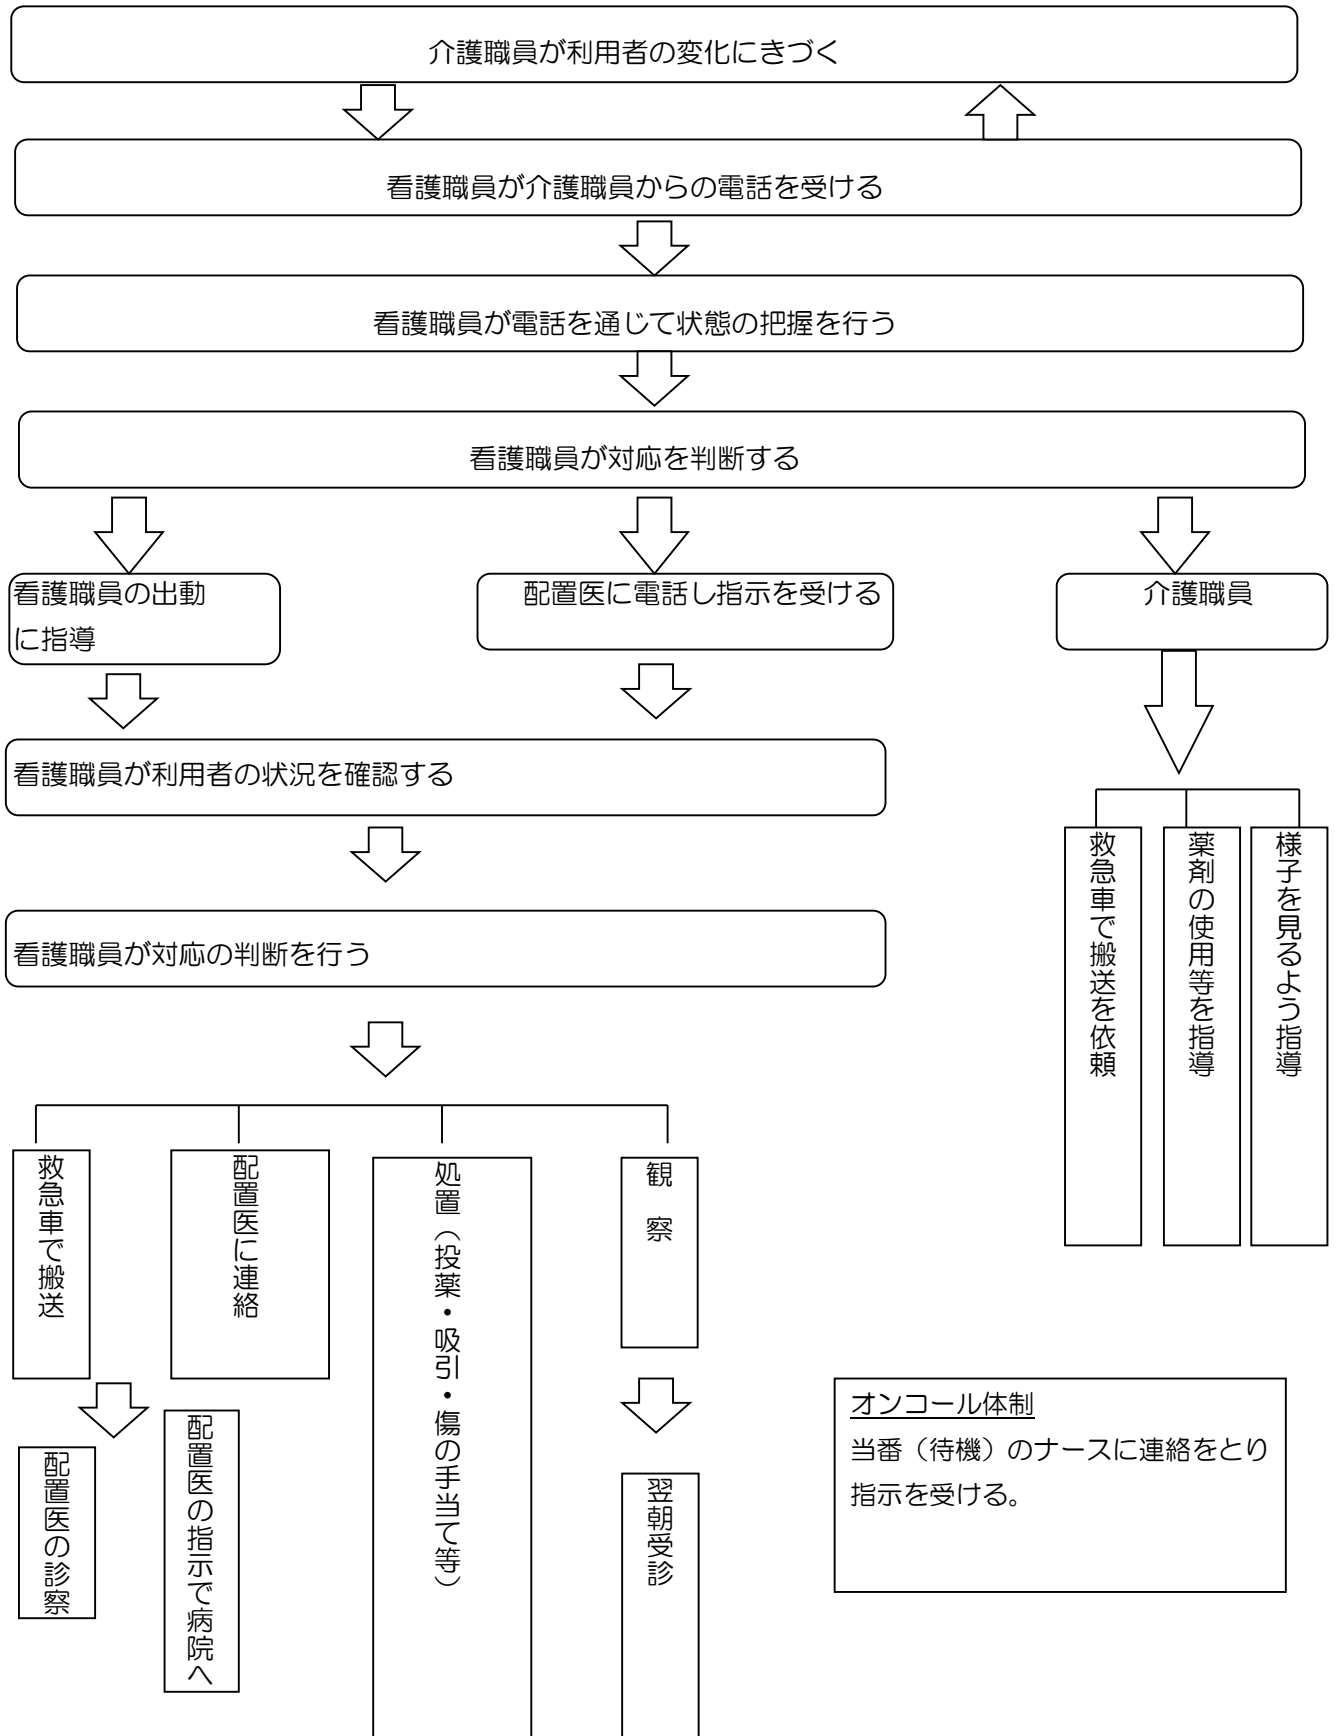 介護職員が利用者の変化にきづく
看護職員が介護職員からの電話を受ける
看護職員が電話を通じて状態の把握を行う
看護職員が対応を判断する
看護職員の出動
に指導
配置医に電話し指示を受ける
介護職員
看護職員が利用者の状況を確認する
看護職員が対応の判断を行う
救急車で搬送を依頼
薬剤の使用等を指導
様子を見るよう指導
救急車で搬送
配置医に連絡
処置（投薬・吸引・傷の手当て等）
観　察
配置医の診察
配置医の指示で病院へ
翌朝受診
オンコール体制
当番（待機）のナースに連絡をとり
指示を受ける。